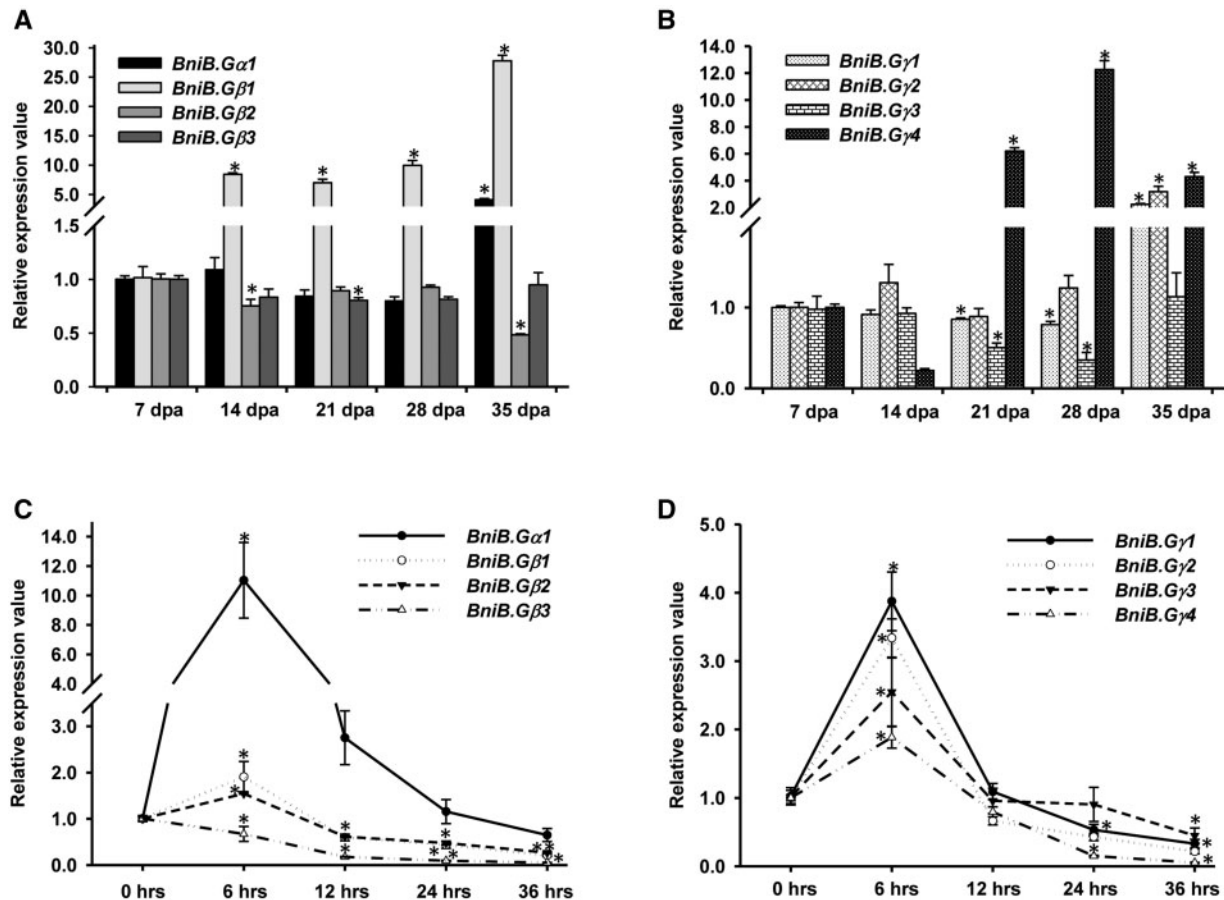 A
Relative expression value
30.0
25.0
20.0
15.0
10.0
5.0
1.5
1.0
0.5
0.0
BniB.Gα1
BniB.Gβ1
BniB.Gβ2
BniB.Gβ3
* * * * * * * *
7 dpa 14 dpa 21 dpa 28 dpa 35 dpa
B
Relative expression value
14.0
12.0
10.0
8.0
6.0
4.0
2.0
1.0
0.0
BniB.Gγ1
BniB.Gγ2
BniB.Gγ3
BniB.Gγ4
* * * * * * * * *
7 dpa 14 dpa 21 dpa 28 dpa 35 dpa
C
Relative expression value
14.0
12.0
10.0
8.0
6.0
4.0
3.0
2.0
1.0
0.0
BniB.Gα1
BniB.Gβ1
BniB.Gβ2
BniB.Gβ3
0 hrs 6 hrs 12 hrs 24 hrs 36 hrs
D
Relative expression value
5.0
4.0
3.0
2.0
1.0
0.0
BniB.Gγ1
BniB.Gγ2
BniB.Gγ3
BniB.Gγ4
0 hrs 6 hrs 12 hrs 24 hrs 36 hrs